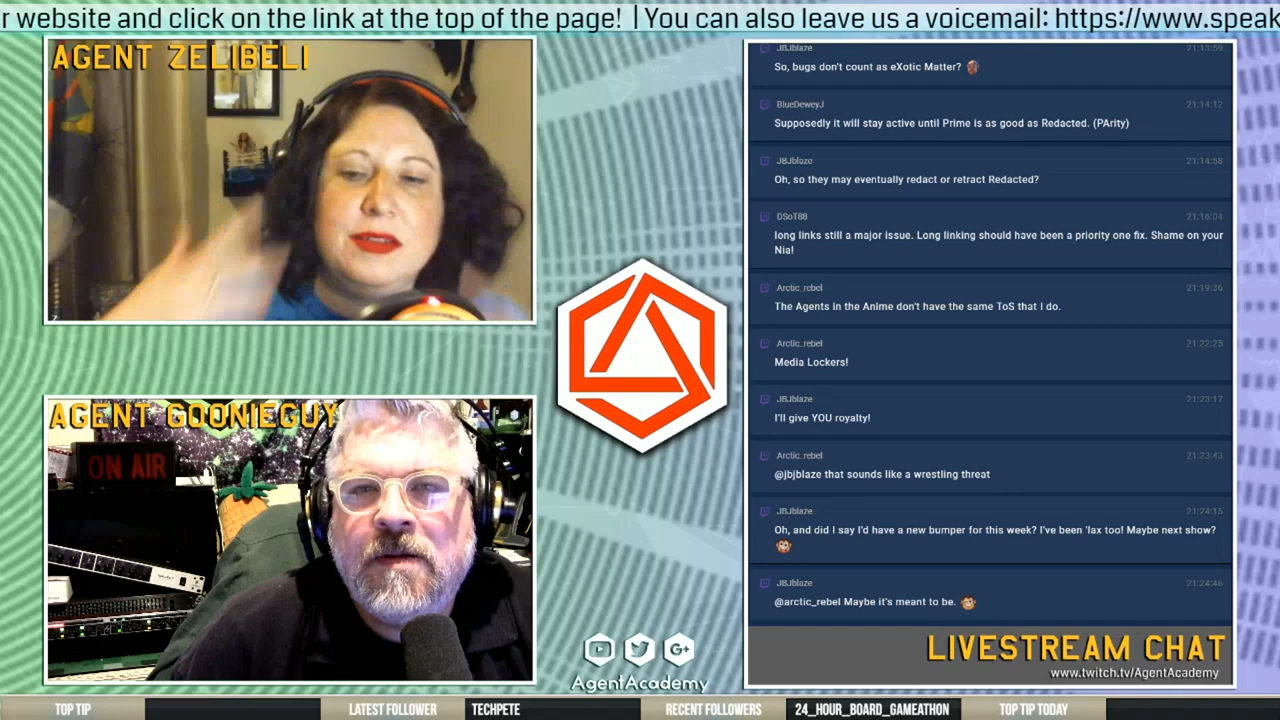 r website and click on the link at the top of the page! | You can also leave us a voicemail: https://www.speak
AGENT ZELIBELI
AGENT GOONIEGUY
ON AIR
AgentAcademy
JBJblaze 21:13:59
So, bugs don't count as eXotic Matter?
BlueDeweyJ 21:14:12
Supposedly it will stay active until Prime is as good as Redacted. (PArity)
JBJblaze 21:14:58
Oh, so they may eventually redact or retract Redacted?
DSoT88 21:16:04
long links still a major issue. Long linking should have been a priority one fix. Shame on your
Nia!
Arctic_rebel 21:19:36
The Agents in the Anime don't have the same ToS that I do.
Arctic_rebel 21:22:25
Media Lockers!
JBJblaze 21:23:17
I'll give YOU royalty!
Arctic_rebel 21:23:43
@jbjblaze that sounds like a wrestling threat
JBJblaze 21:24:15
Oh, and did I say I'd have a new bumper for this week? I've been 'lax too! Maybe next show?
JBJblaze 21:24:46
@arctic_rebel Maybe it's meant to be.
LIVESTREAM CHAT
www.twitch.tv/AgentAcademy
TOP TIP LATEST FOLLOWER TECHPETE RECENT FOLLOWERS 24_HOUR_BOARD_GAMEATHON TOP TIP TODAY